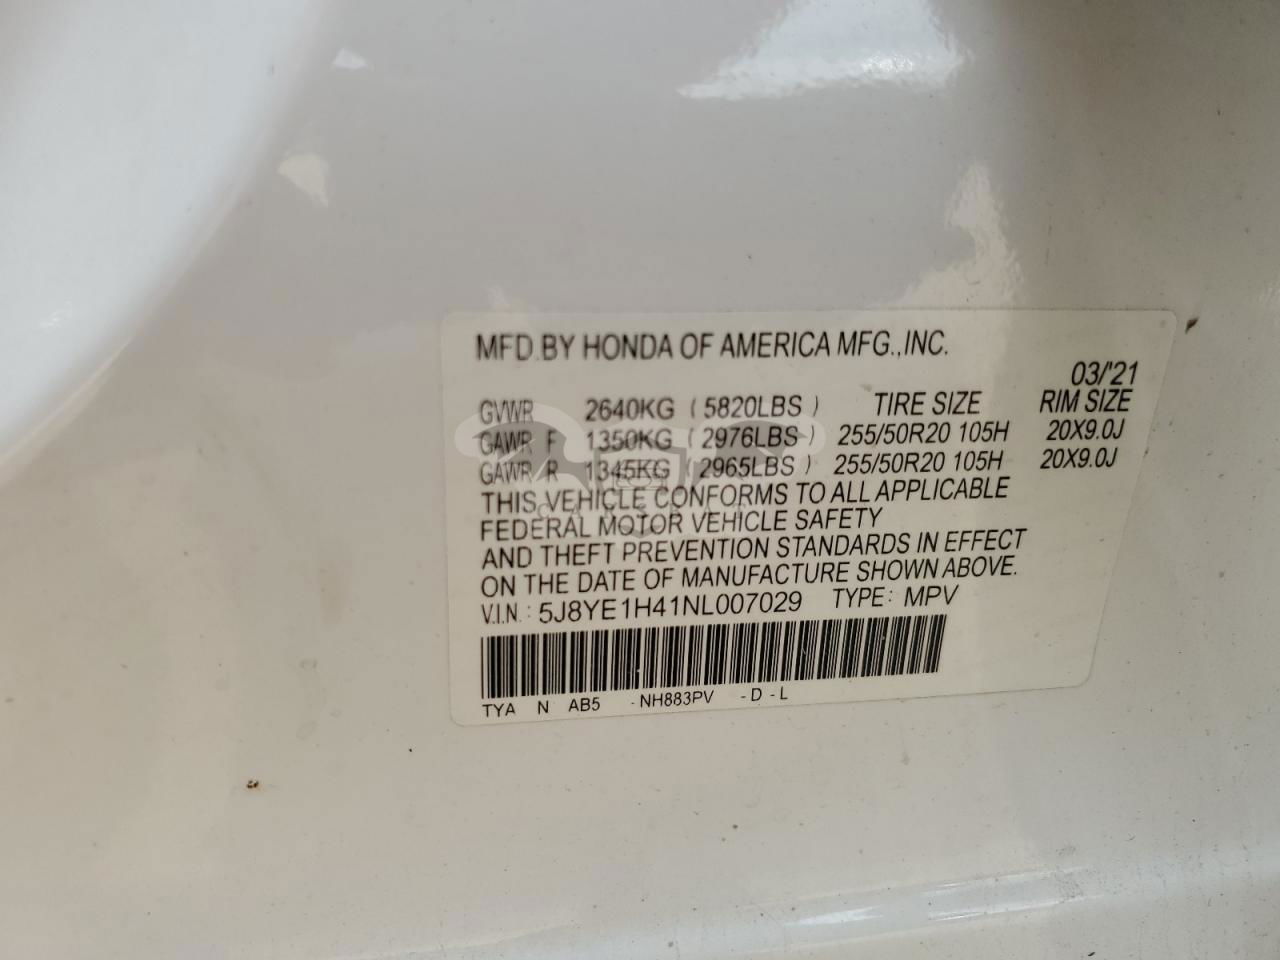 MFD. BY HONDA OF AMERICA MFG., INC.
03/'21
GVWR 2640KG ( 5820LBS ) TIRE SIZE RIM SIZE
GAWR F 1350KG ( 2976LBS ) 255/50R20 105H 20X9.0J
GAWR R 1345KG ( 2965LBS ) 255/50R20 105H 20X9.0J
THIS VEHICLE CONFORMS TO ALL APPLICABLE
FEDERAL MOTOR VEHICLE SAFETY
AND THEFT PREVENTION STANDARDS IN EFFECT
ON THE DATE OF MANUFACTURE SHOWN ABOVE.
V.I.N. : 5J8YE1H41NL007029 TYPE: MPV
TYA N AB5 - NH883PV - D - L